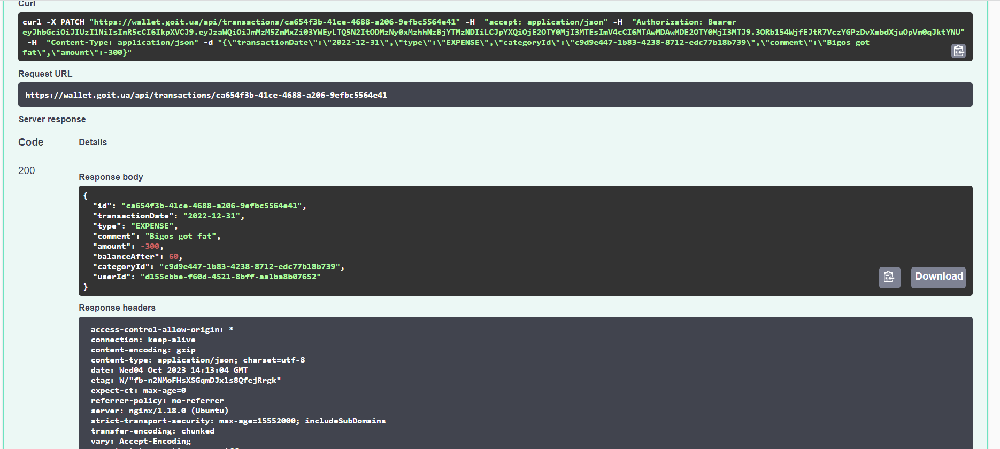 Curl
curl -X PATCH "https://wallet.goit.ua/api/transactions/ca654f3b-41ce-4688-a206-9efbc5564e41" -H  "accept: application/json" -H  "Authorization: Bearer
eyJhbGciOiJIUzI1NiIsInR5cCI6IkpXVCJ9.eyJzaWQiOiJmMzM5ZmMxZi03YWEyLTQ5N2ItODMzNy0xMzhhNzBjYTMzNDIiLCJpYXQiOjE2OTY0MjI3MTEsImV4cCI6MTAwMDAwMDE2OTY0MjI3MTJ9.3ORb154WjfEJtR7VczYGPzDvXmbdXjuOpVm0qJktYNU"
-H  "Content-Type: application/json" -d "{\"transactionDate\":\"2022-12-31\",\"type\":\"EXPENSE\",\"categoryId\":\"c9d9e447-1b83-4238-8712-edc77b18b739\",\"comment\":\"Bigos got
fat\",\"amount\":-300}"
Request URL
https://wallet.goit.ua/api/transactions/ca654f3b-41ce-4688-a206-9efbc5564e41
Server response
Code Details
200
Response body
{
"id": "ca654f3b-41ce-4688-a206-9efbc5564e41",
"transactionDate": "2022-12-31",
"type": "EXPENSE",
"comment": "Bigos got fat",
"amount": -300,
"balanceAfter": 60,
"categoryId": "c9d9e447-1b83-4238-8712-edc77b18b739",
"userId": "d155cbbe-f60d-4521-8bff-aa1ba8b07652"
}
Download
Response headers
access-control-allow-origin: *
connection: keep-alive
content-encoding: gzip
content-type: application/json; charset=utf-8
date: Wed04 Oct 2023 14:13:04 GMT
etag: W/"fb-n2NMoFHsXSGqmDJxls8QfejRrgk"
expect-ct: max-age=0
referrer-policy: no-referrer
server: nginx/1.18.0 (Ubuntu)
strict-transport-security: max-age=15552000; includeSubDomains
transfer-encoding: chunked
vary: Accept-Encoding